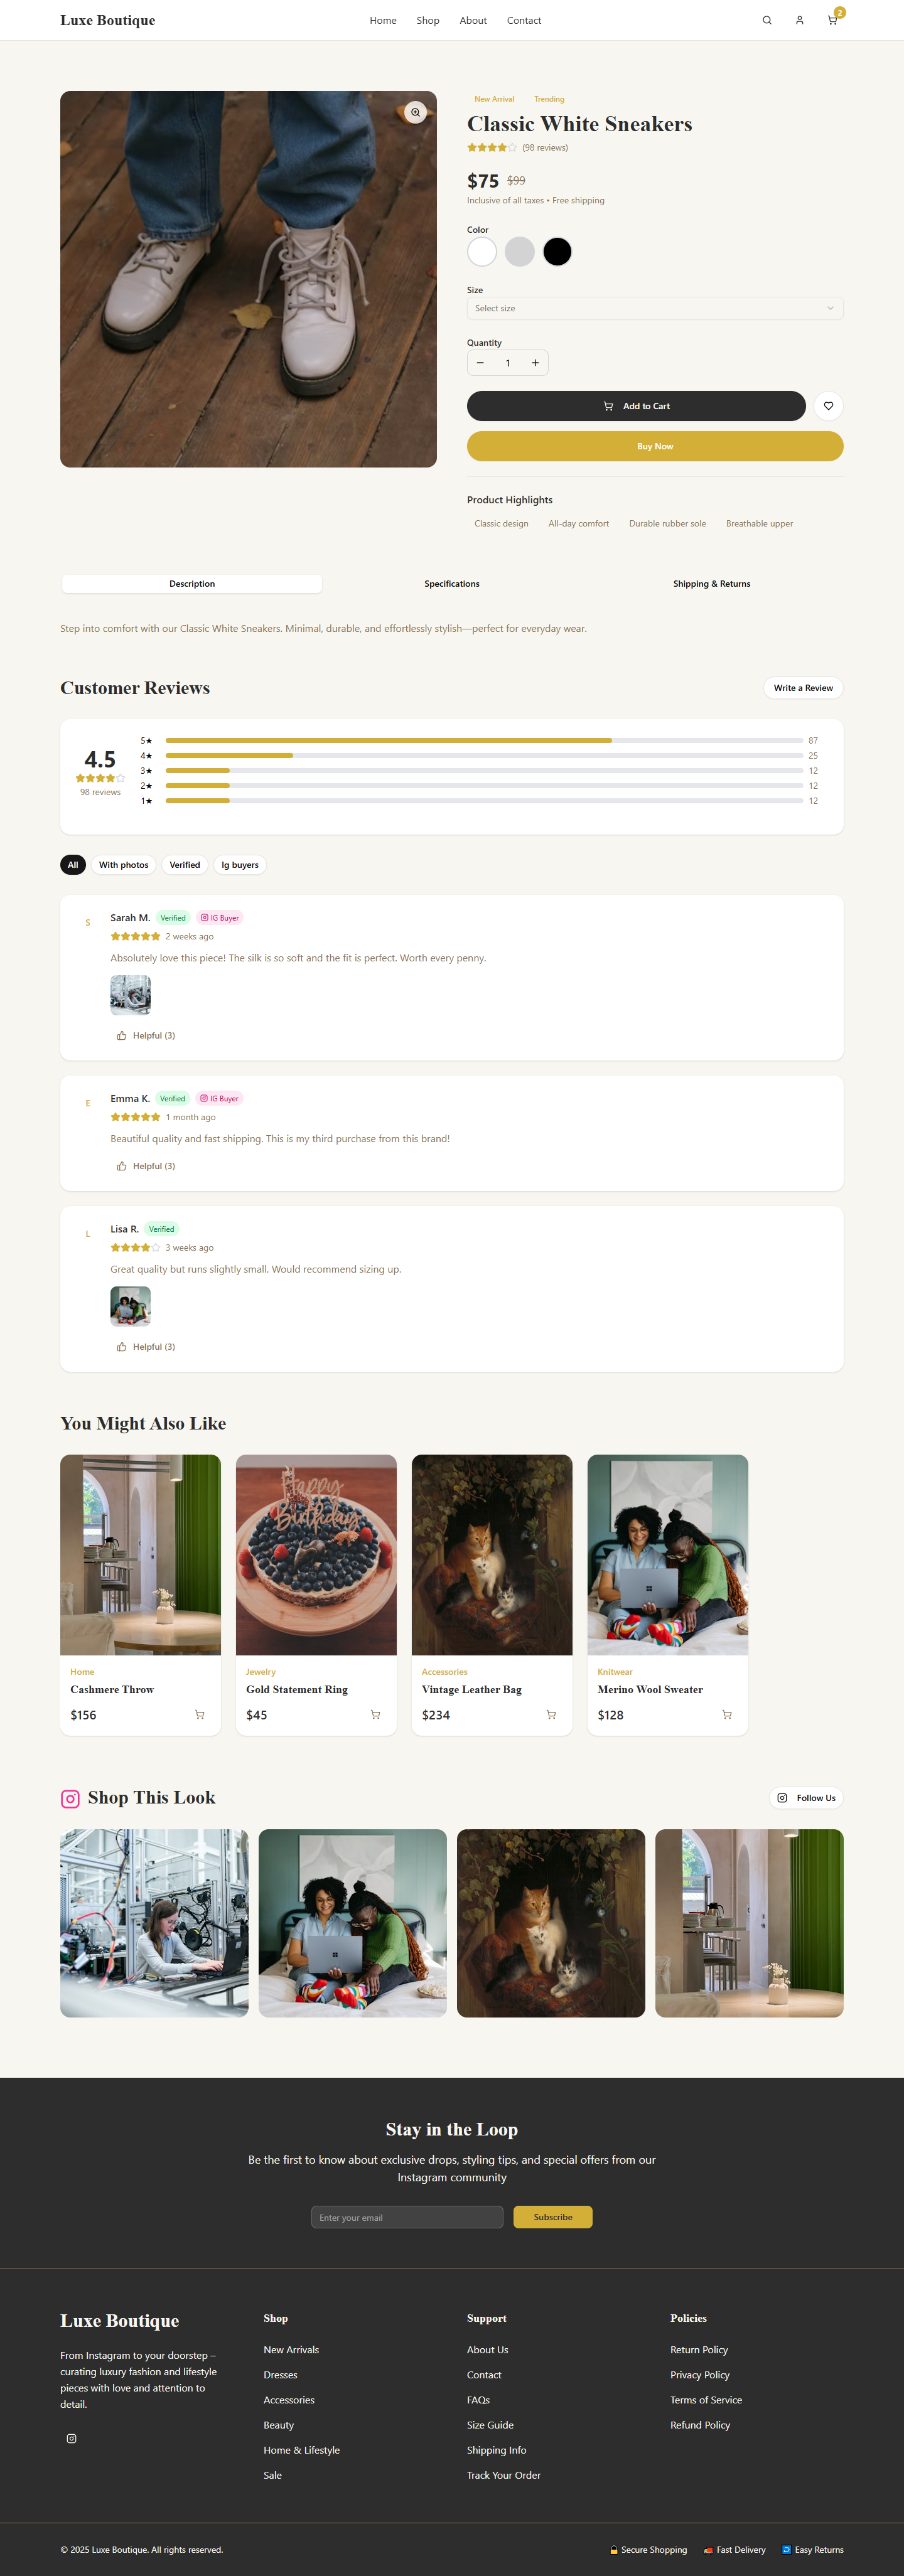 Luxe Boutique
Home Shop About Contact
2
New Arrival Trending
Classic White Sneakers
(98 reviews)
$75 $99
Inclusive of all taxes • Free shipping
Color
Size
Select size
Quantity
1
Add to Cart
Buy Now
Product Highlights
Classic design All-day comfort Durable rubber sole Breathable upper
Description Specifications Shipping & Returns
Step into comfort with our Classic White Sneakers. Minimal, durable, and effortlessly stylish—perfect for everyday wear.
Customer Reviews
Write a Review
4.5
98 reviews
5★ 87
4★ 25
3★ 12
2★ 12
1★ 12
All With photos Verified Ig buyers
S
Sarah M. Verified IG Buyer
2 weeks ago
Absolutely love this piece! The silk is so soft and the fit is perfect. Worth every penny.
Helpful (3)
E
Emma K. Verified IG Buyer
1 month ago
Beautiful quality and fast shipping. This is my third purchase from this brand!
Helpful (3)
L
Lisa R. Verified
3 weeks ago
Great quality but runs slightly small. Would recommend sizing up.
Helpful (3)
You Might Also Like
Happy
Birthday
Home
Cashmere Throw
$156
Jewelry
Gold Statement Ring
$45
Accessories
Vintage Leather Bag
$234
Knitwear
Merino Wool Sweater
$128
Shop This Look
Follow Us
Stay in the Loop
Be the first to know about exclusive drops, styling tips, and special offers from our
Instagram community
Enter your email
Subscribe
Luxe Boutique
From Instagram to your doorstep –
curating luxury fashion and lifestyle
pieces with love and attention to
detail.
Shop
New Arrivals
Dresses
Accessories
Beauty
Home & Lifestyle
Sale
Support
About Us
Contact
FAQs
Size Guide
Shipping Info
Track Your Order
Policies
Return Policy
Privacy Policy
Terms of Service
Refund Policy
© 2025 Luxe Boutique. All rights reserved.
Secure Shopping Fast Delivery Easy Returns